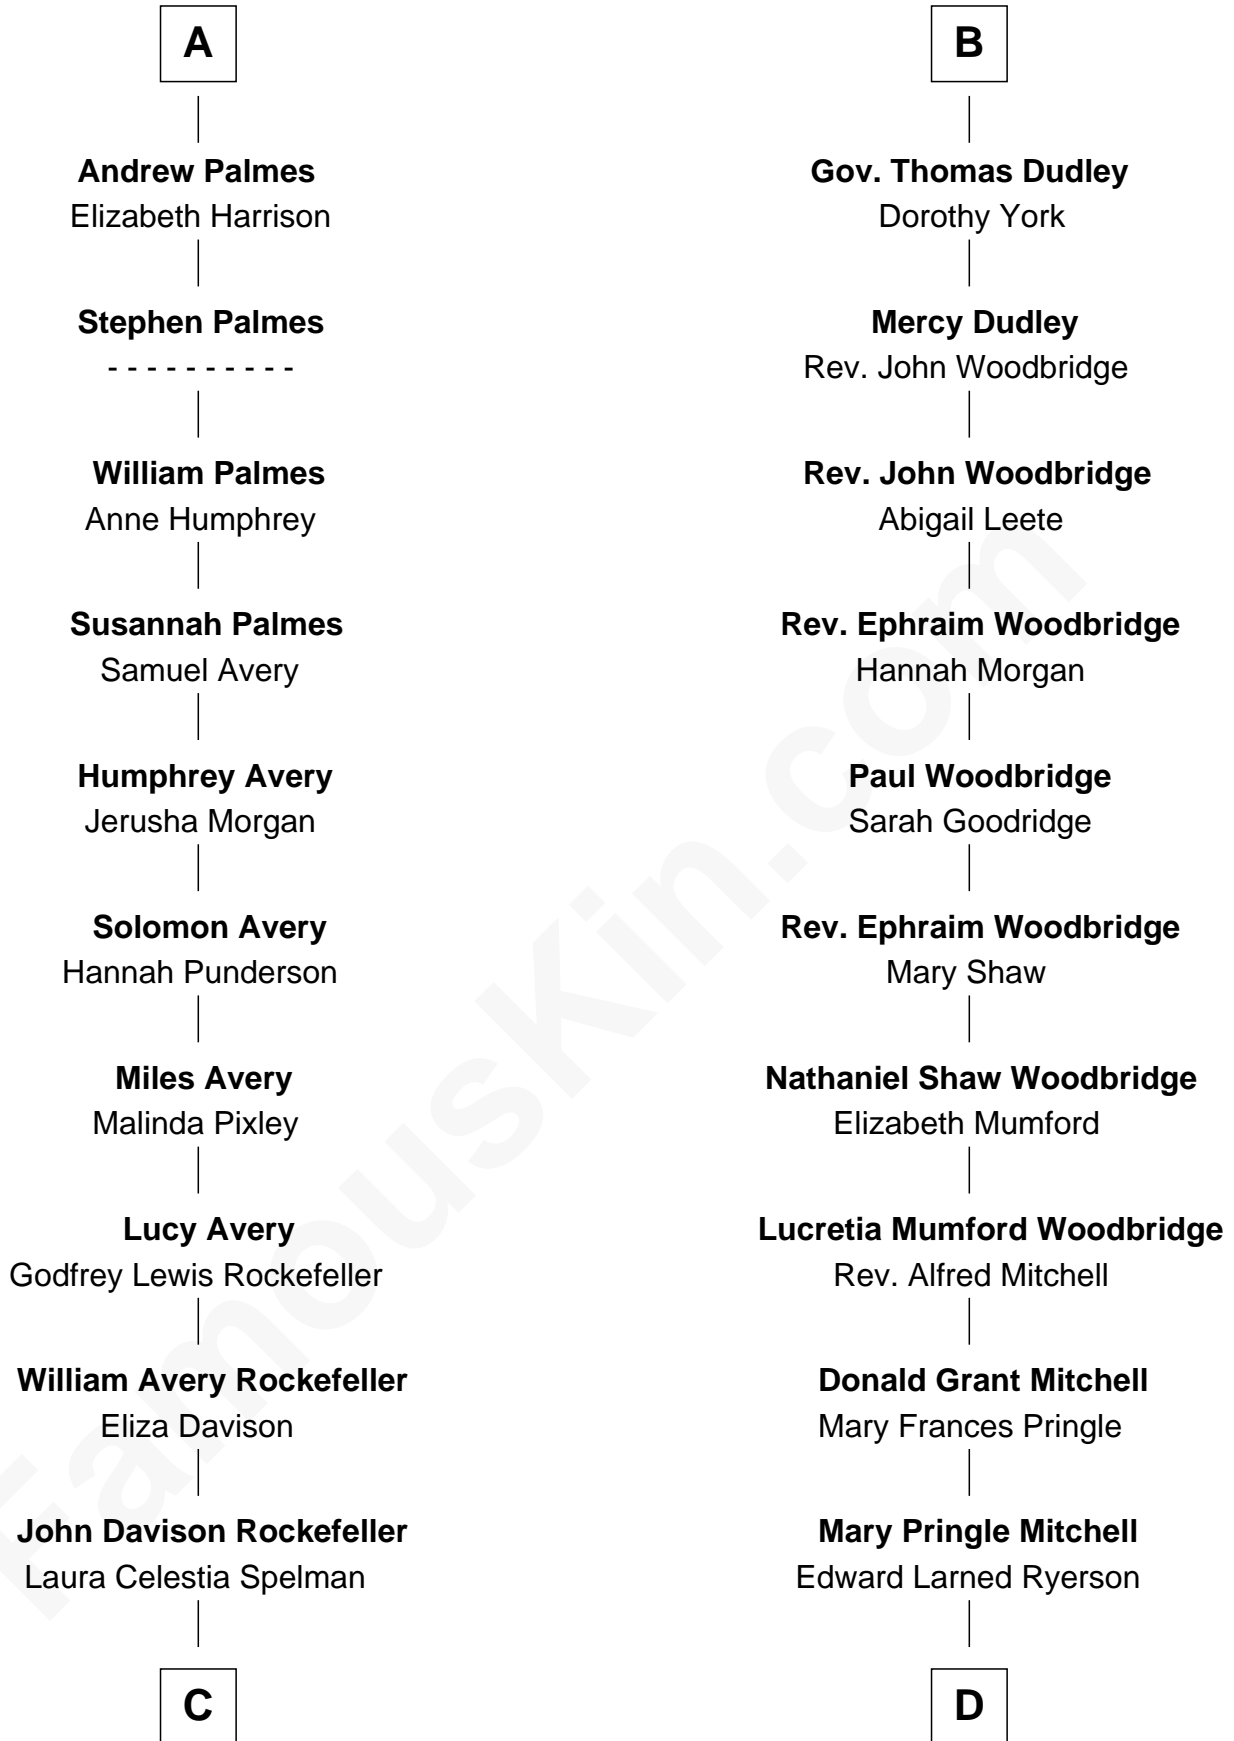 A
Andrew Palmes
Elizabeth Harrison
Stephen Palmes
- - - - - - - - - -
William Palmes
Anne Humphrey
Susannah Palmes
Samuel Avery
Humphrey Avery
Jerusha Morgan
Solomon Avery
Hannah Punderson
Miles Avery
Malinda Pixley
Lucy Avery
Godfrey Lewis Rockefeller
William Avery Rockefeller
Eliza Davison
John Davison Rockefeller
Laura Celestia Spelman
C
B
Gov. Thomas Dudley
Dorothy York
Mercy Dudley
Rev. John Woodbridge
Rev. John Woodbridge
Abigail Leete
Rev. Ephraim Woodbridge
Hannah Morgan
Paul Woodbridge
Sarah Goodridge
Rev. Ephraim Woodbridge
Mary Shaw
Nathaniel Shaw Woodbridge
Elizabeth Mumford
Lucretia Mumford Woodbridge
Rev. Alfred Mitchell
Donald Grant Mitchell
Mary Frances Pringle
Mary Pringle Mitchell
Edward Larned Ryerson
D
FamousKin.com